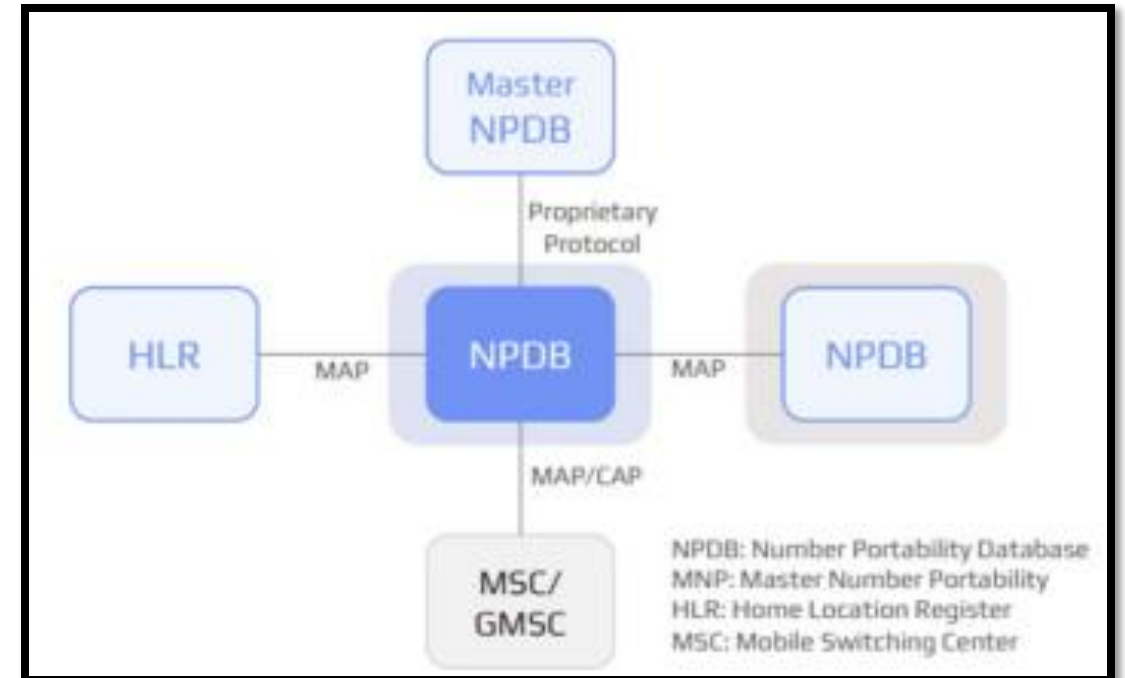 Master
NPDB
Proprietary
Protocol
HLR
MAP
NPDB
MAP
NPDB
MAP/CAP
MSC/
GMSC
NPDB: Number Portability Database
MNP: Master Number Portability
HLR: Home Location Register
MSC: Mobile Switching Center